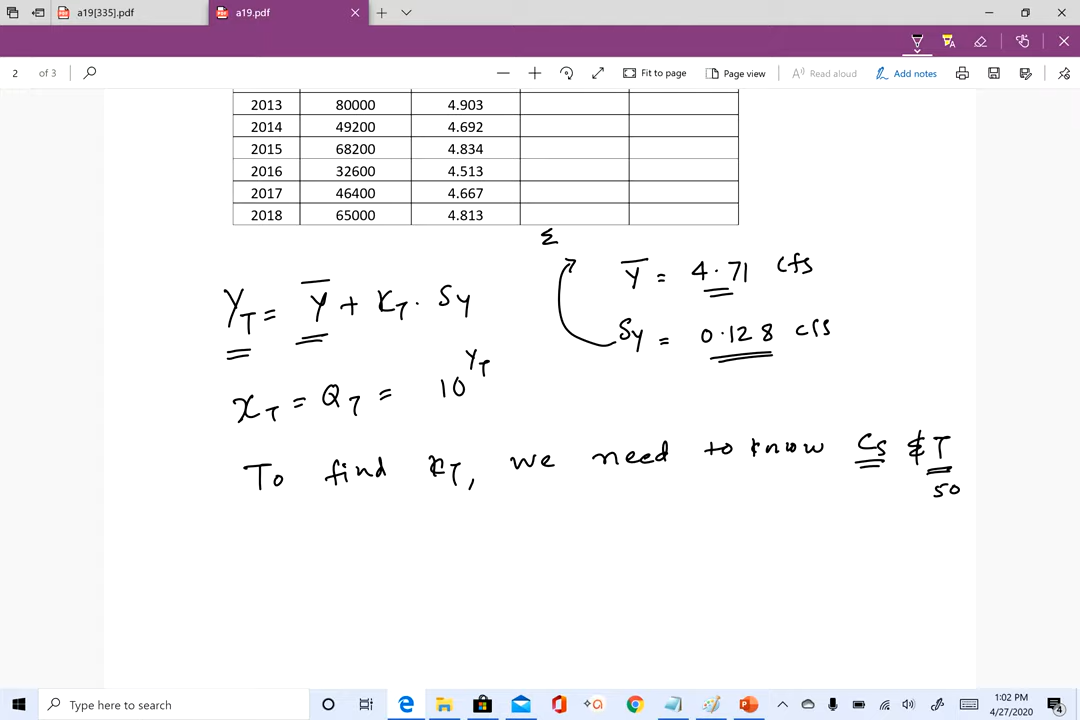 a19[335].pdf
a19.pdf
2 of 3
Fit to page
Page view
Read aloud
Add notes
2013 80000 4.903
2014 49200 4.692
2015 68200 4.834
2016 32600 4.513
2017 46400 4.667
2018 65000 4.813
Σ
Y̅ = 4.71 cfs
Sy = 0.128 cfs
Y_T = Y̅ + K_T . Sy
x_T = Q_T = 10^Y_T
To find K_T, we need to know Cs & T
50
Type here to search
1:02 PM
4/27/2020
4